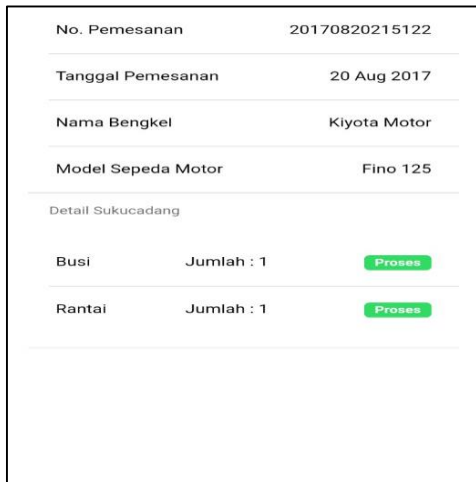 No. Pemesanan 20170820215122
Tanggal Pemesanan 20 Aug 2017
Nama Bengkel Kiyota Motor
Model Sepeda Motor Fino 125
Detail Sukucadang
Busi Jumlah : 1 Proses
Rantai Jumlah : 1 Proses